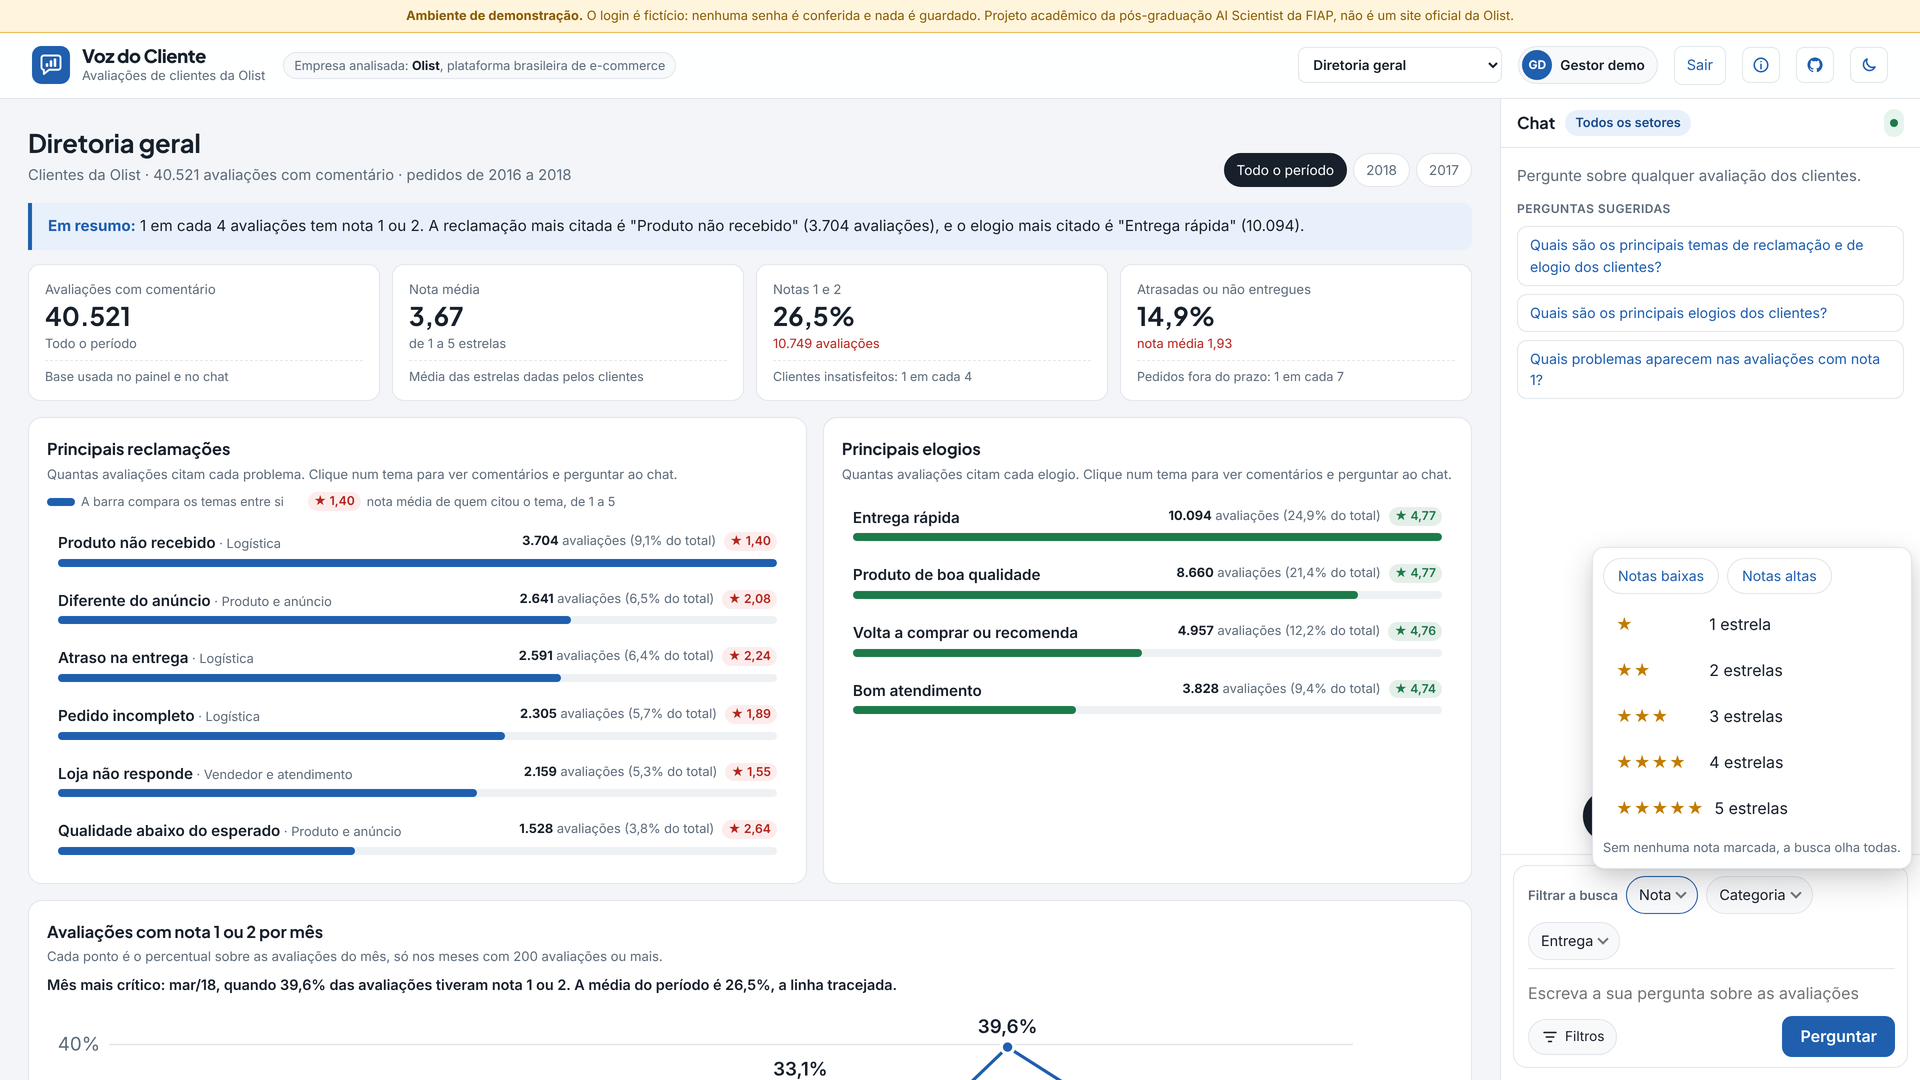 Ambiente de demonstração. O login é fictício: nenhuma senha é conferida e nada é guardado. Projeto acadêmico da pós-graduação AI Scientist da FIAP, não é um site oficial da Olist.
Voz do Cliente
Avaliações de clientes da Olist
Empresa analisada: Olist, plataforma brasileira de e-commerce
Diretoria geral
GD Gestor demo
Sair
Diretoria geral
Clientes da Olist · 40.521 avaliações com comentário · pedidos de 2016 a 2018
Todo o período 2018 2017
Em resumo: 1 em cada 4 avaliações tem nota 1 ou 2. A reclamação mais citada é "Produto não recebido" (3.704 avaliações), e o elogio mais citado é "Entrega rápida" (10.094).
Avaliações com comentário
40.521
Todo o período
Base usada no painel e no chat
Nota média
3,67
de 1 a 5 estrelas
Média das estrelas dadas pelos clientes
Notas 1 e 2
26,5%
10.749 avaliações
Clientes insatisfeitos: 1 em cada 4
Atrasadas ou não entregues
14,9%
nota média 1,93
Pedidos fora do prazo: 1 em cada 7
Principais reclamações
Quantas avaliações citam cada problema. Clique num tema para ver comentários e perguntar ao chat.
A barra compara os temas entre si ★ 1,40 nota média de quem citou o tema, de 1 a 5
Produto não recebido · Logística 3.704 avaliações (9,1% do total) ★ 1,40
Diferente do anúncio · Produto e anúncio 2.641 avaliações (6,5% do total) ★ 2,08
Atraso na entrega · Logística 2.591 avaliações (6,4% do total) ★ 2,24
Pedido incompleto · Logística 2.305 avaliações (5,7% do total) ★ 1,89
Loja não responde · Vendedor e atendimento 2.159 avaliações (5,3% do total) ★ 1,55
Qualidade abaixo do esperado · Produto e anúncio 1.528 avaliações (3,8% do total) ★ 2,64
Principais elogios
Quantas avaliações citam cada elogio. Clique num tema para ver comentários e perguntar ao chat.
Entrega rápida 10.094 avaliações (24,9% do total) ★ 4,77
Produto de boa qualidade 8.660 avaliações (21,4% do total) ★ 4,77
Volta a comprar ou recomenda 4.957 avaliações (12,2% do total) ★ 4,76
Bom atendimento 3.828 avaliações (9,4% do total) ★ 4,74
Avaliações com nota 1 ou 2 por mês
Cada ponto é o percentual sobre as avaliações do mês, só nos meses com 200 avaliações ou mais.
Mês mais crítico: mar/18, quando 39,6% das avaliações tiveram nota 1 ou 2. A média do período é 26,5%, a linha tracejada.
39,6%
40%
33,1%
Chat Todos os setores
Pergunte sobre qualquer avaliação dos clientes.
PERGUNTAS SUGERIDAS
Quais são os principais temas de reclamação e de
elogio dos clientes?
Quais são os principais elogios dos clientes?
Quais problemas aparecem nas avaliações com nota
1?
Notas baixas Notas altas
★ 1 estrela
★★ 2 estrelas
★★★ 3 estrelas
★★★★ 4 estrelas
★★★★★ 5 estrelas
Sem nenhuma nota marcada, a busca olha todas.
Filtrar a busca Nota Categoria
Entrega
Escreva a sua pergunta sobre as avaliações
Filtros Perguntar